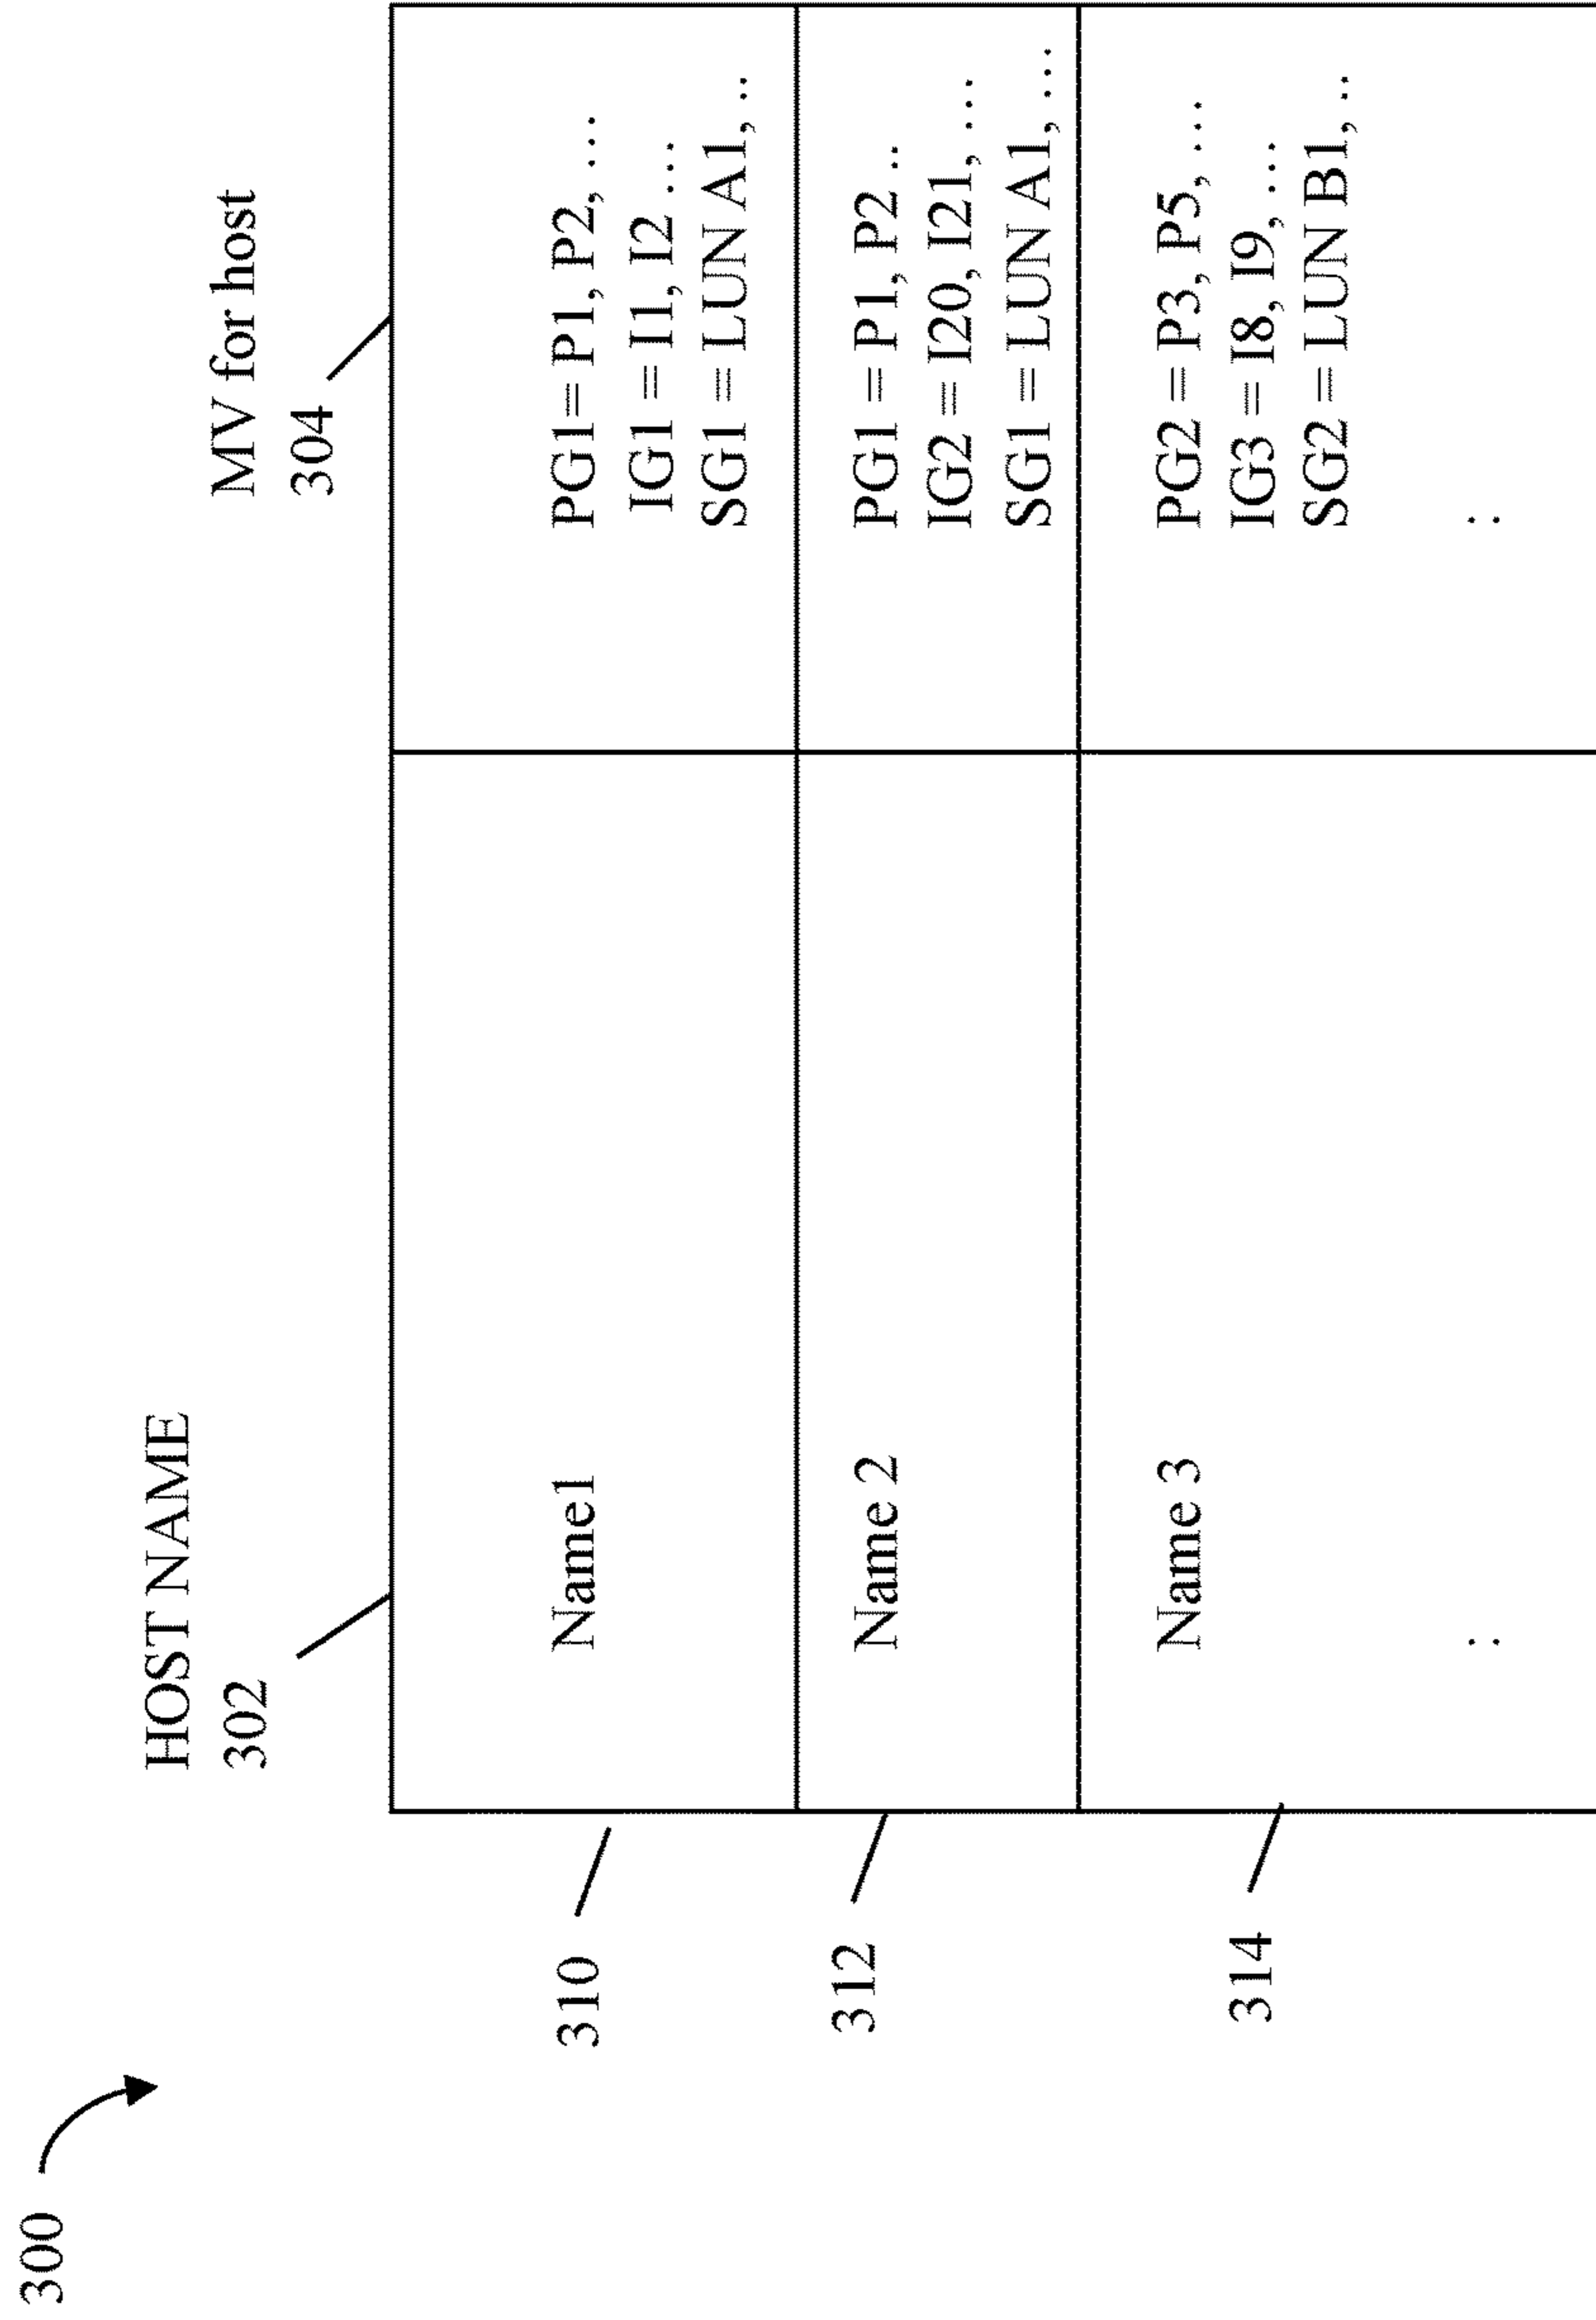 300
HOST NAME
302
MV for host
304
310
Name1
PG1= P1, P2, ...
IG1 = I1, I2 ...
SG1 = LUN A1, ..
312
Name 2
PG1 = P1, P2 ..
IG2 = I20, I21, ...
SG1 = LUN A1, ...
314
Name 3
PG2 = P3, P5, ...
IG3 = I8, I9, ...
SG2 = LUN B1, ..
:
: